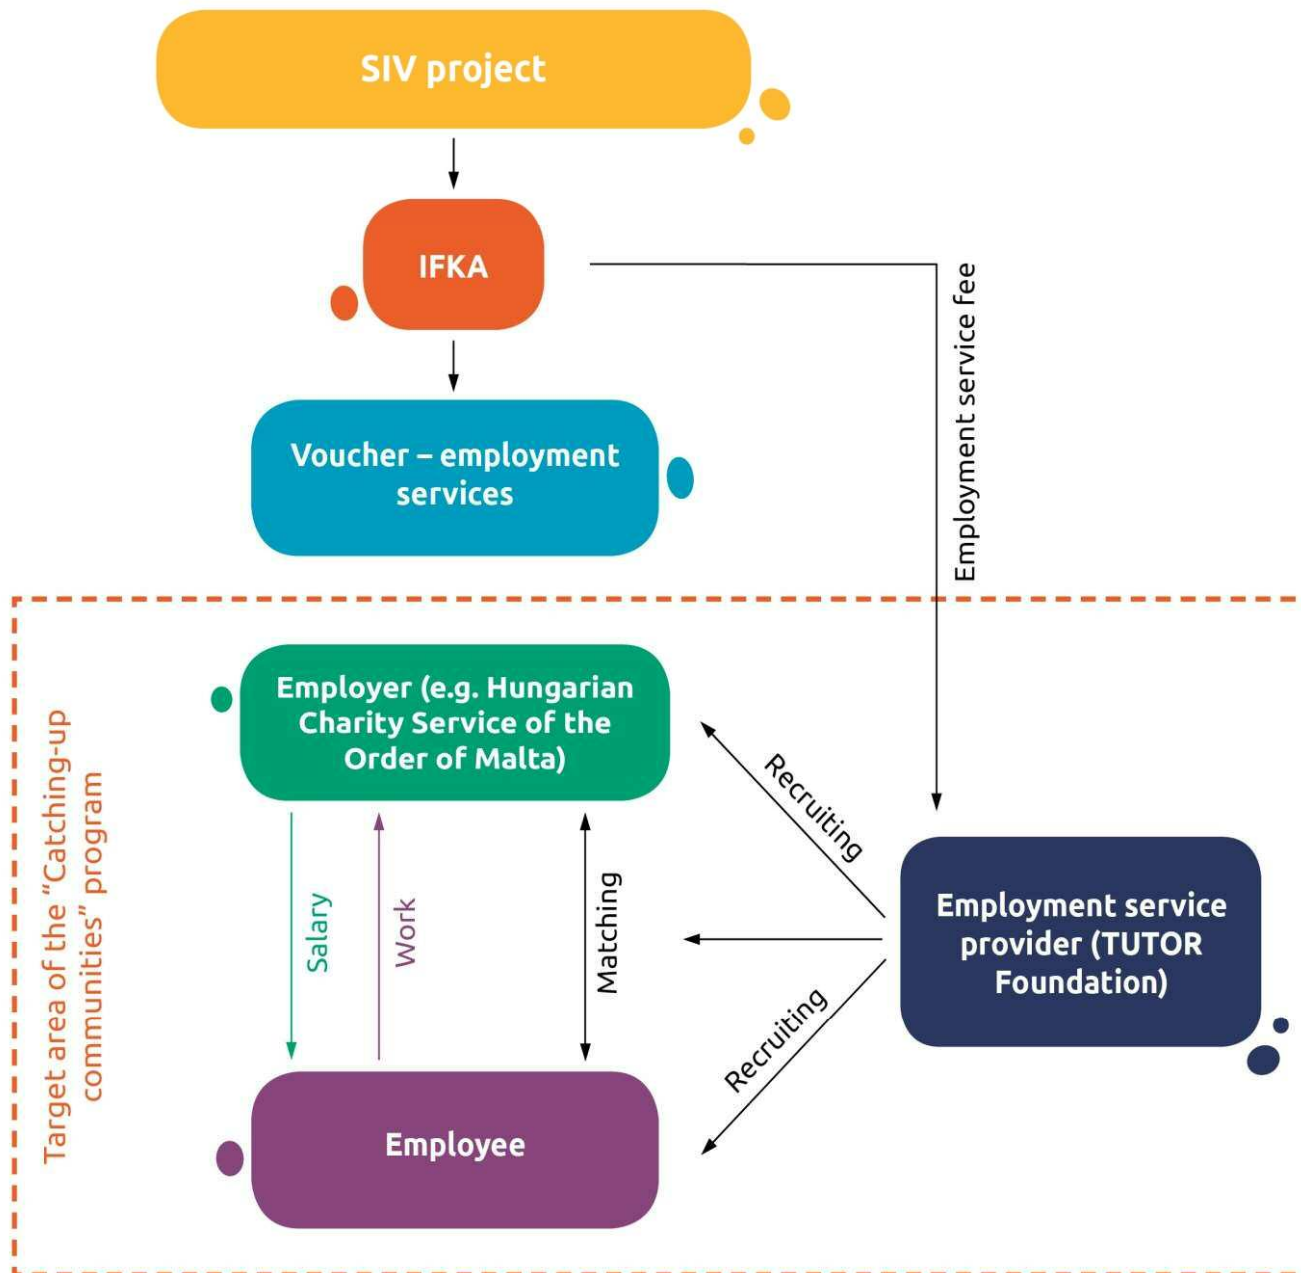 SIV project
IFKA
Employment service fee
Voucher – employment
services
Target area of the “Catching-up
communities” program
Employer (e.g. Hungarian
Charity Service of the
Order of Malta)
Recruiting
Salary
Work
Matching
Employment service
provider (TUTOR
Foundation)
Recruiting
Employee